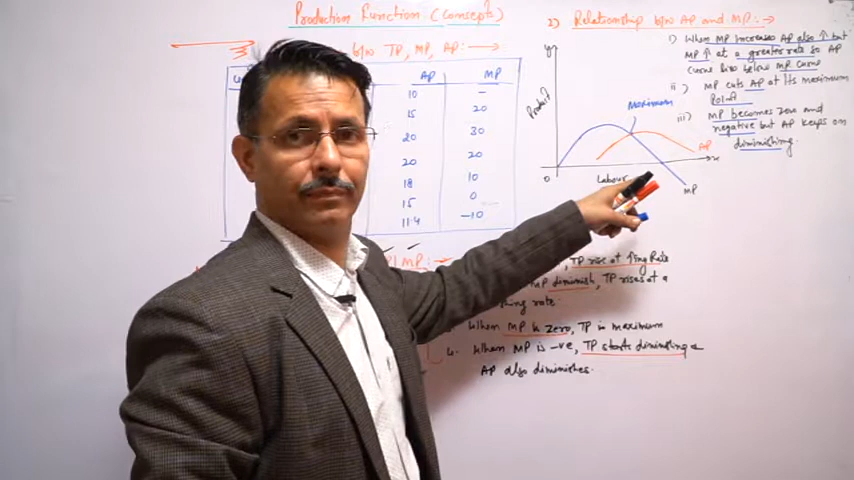 Production Function (Concept)
b/w TP, MP, AP:→
AP MP
10 –
15 20
20 30
20 20
18 10
15 0
11.4 –10
MP:→
TP rise at ↑ing Rate
MP diminish, TP rises at a
rate.
When MP is zero, TP is maximum
4. When MP is –ve, TP starts diminishing &
AP also diminishes.
2) Relationship b/w AP and MP:→
i) When MP increases AP also ↑ but
MP ↑ at a greater rate so AP
curve lies below MP curve
ii) MP cuts AP at its maximum
Point
iii) MP becomes zero and
negative but AP keeps on
diminishing.
y
Product
Maximum
AP
x
O
Labour
MP